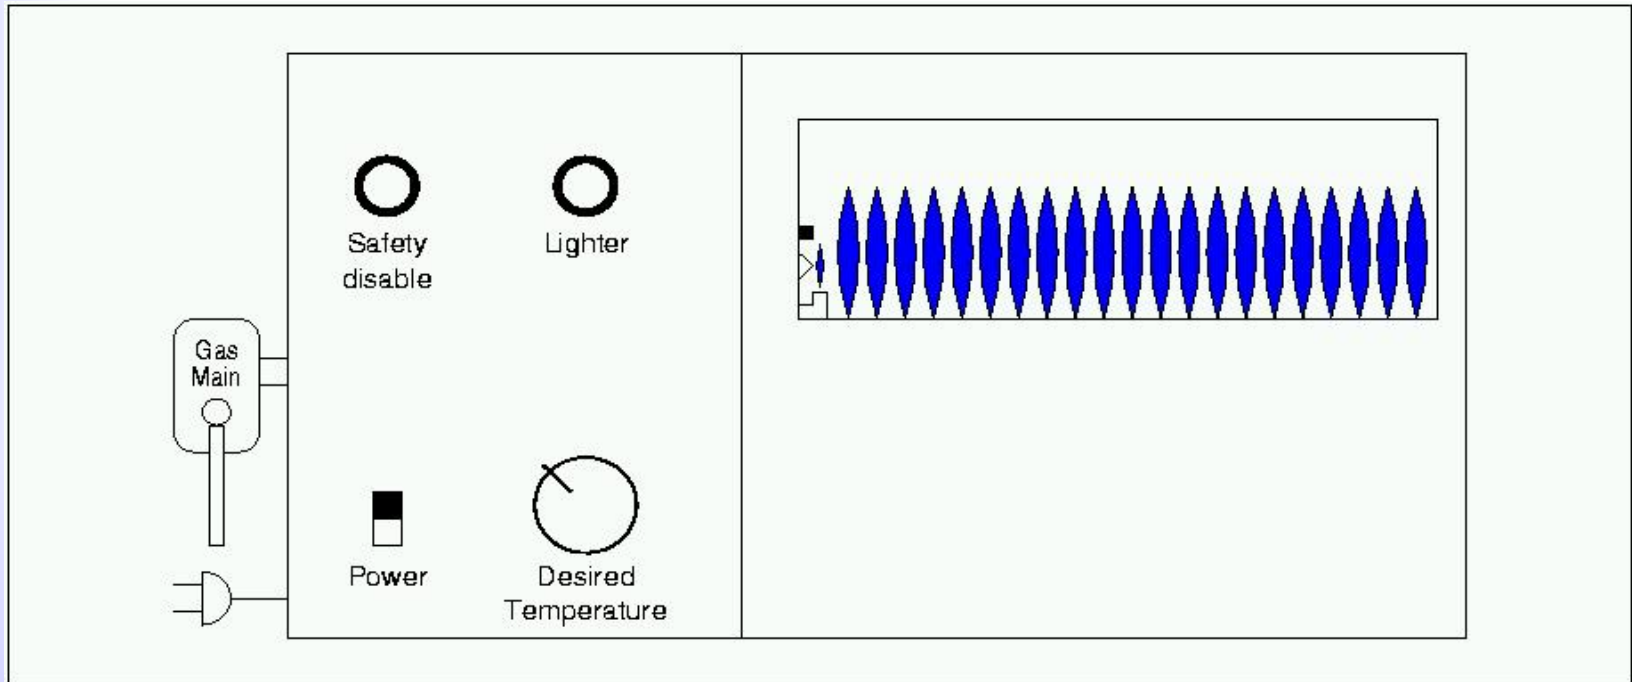 Safety
disable
Lighter
Gas
Main
Power
Desired
Temperature